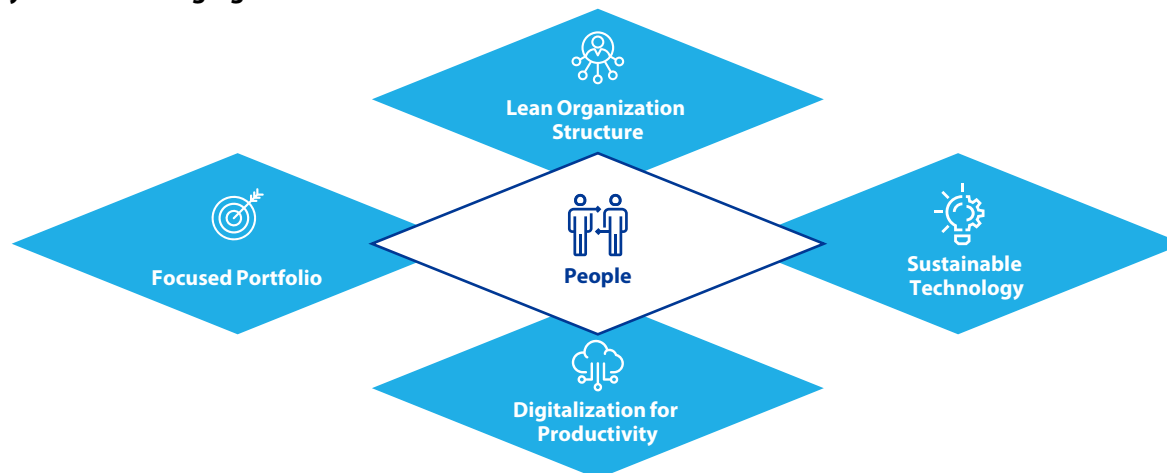 Lean Organization
Structure
Focused Portfolio
People
Sustainable
Technology
Digitalization for
Productivity